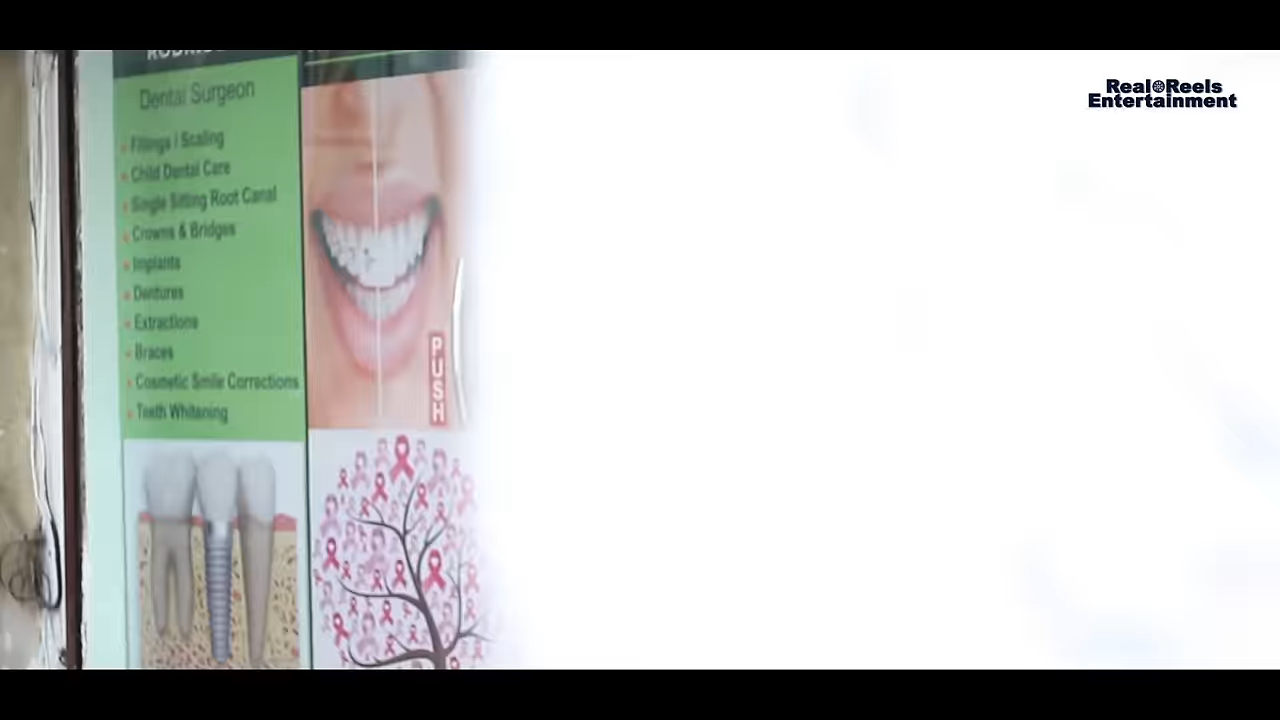 Dental Surgeon
Fillings / Scaling
Child Dental Care
Single Sitting Root Canal
Crowns & Bridges
Implants
Dentures
Extractions
Braces
Cosmetic Smile Corrections
Teeth Whitening
PUSH
Real Reels
Entertainment